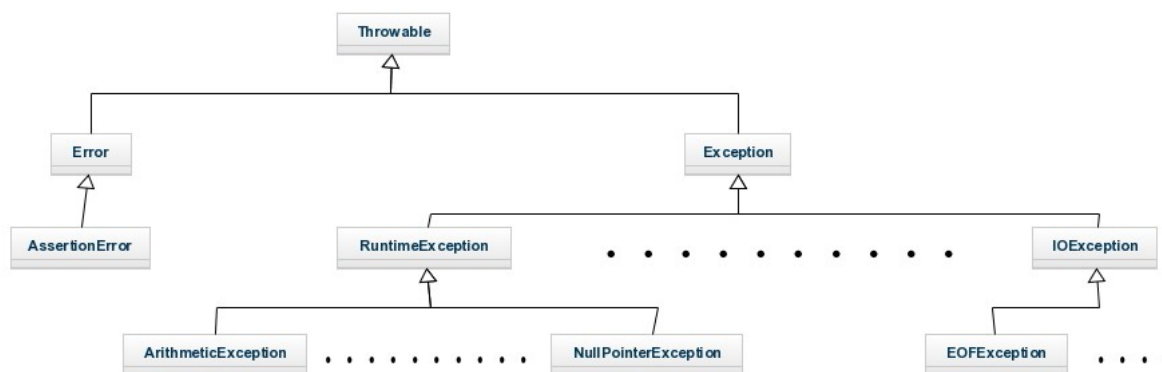 Throwable
Error Exception
AssertionError RuntimeException IOException
ArithmeticException NullPointerException EOFException